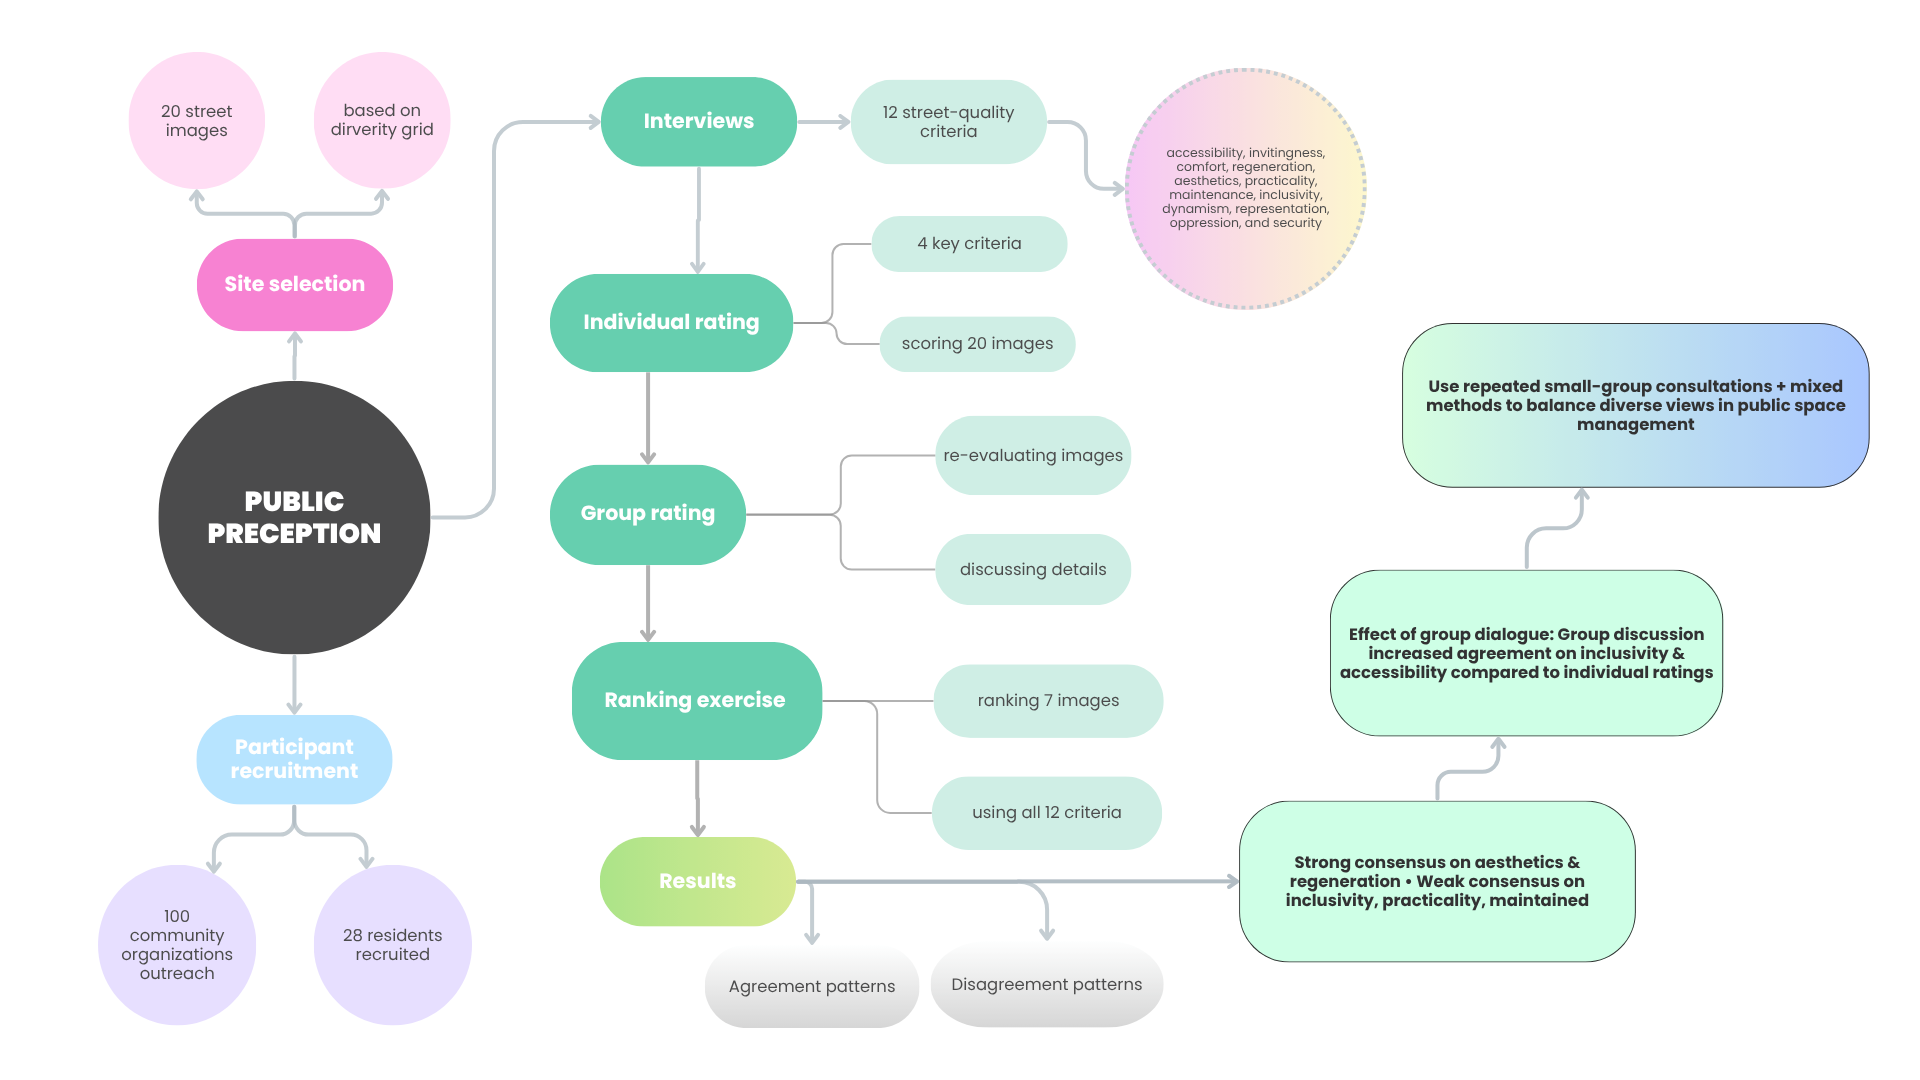 20 street
images
based on
dirverity grid
Site selection
PUBLIC
PRECEPTION
Participant
recruitment
100
community
organizations
outreach
28 residents
recruited
Interviews
12 street-quality
criteria
accessibility, invitingness,
comfort, regeneration,
aesthetics, practicality,
maintenance, inclusivity,
dynamism, representation,
oppression, and security
Individual rating
4 key criteria
scoring 20 images
Group rating
re-evaluating images
discussing details
Ranking exercise
ranking 7 images
using all 12 criteria
Results
Agreement patterns
Disagreement patterns
Strong consensus on aesthetics &
regeneration • Weak consensus on
inclusivity, practicality, maintained
Effect of group dialogue: Group discussion
increased agreement on inclusivity &
accessibility compared to individual ratings
Use repeated small-group consultations + mixed
methods to balance diverse views in public space
management